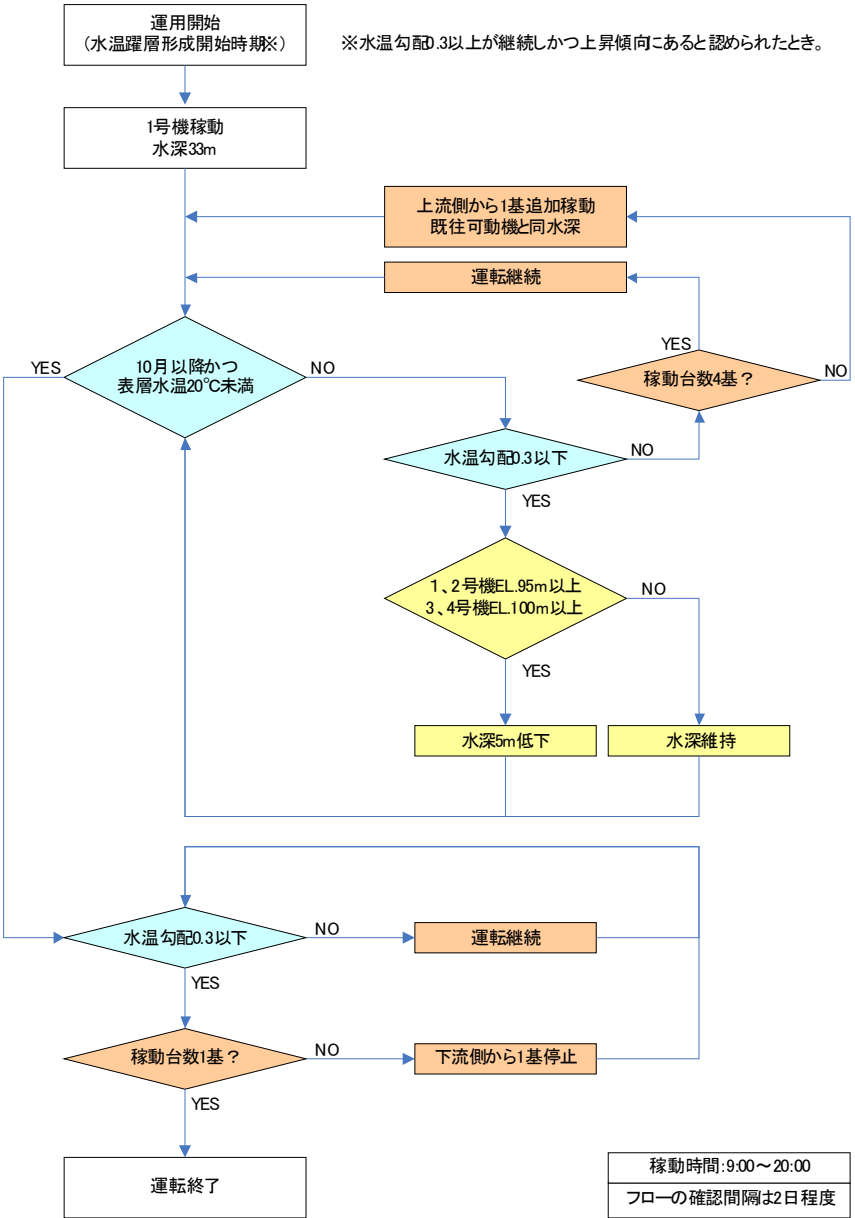 運用開始
(水温躍層形成開始時期※)
※水温勾配0.3以上が継続しかつ上昇傾向にあると認められたとき。
1号機稼動
水深33m
上流側から1基追加稼動
既往可動機と同水深
運転継続
YES
10月以降かつ
表層水温20℃未満
NO
YES
稼動台数4基？
NO
水温勾配0.3以下
NO
YES
1、2号機EL.95m以上
3、4号機EL.100m以上
NO
YES
水深5m低下
水深維持
水温勾配0.3以下
NO
運転継続
YES
稼動台数1基？
NO
下流側から1基停止
YES
運転終了
稼動時間:9:00～20:00
フローの確認間隔は2日程度